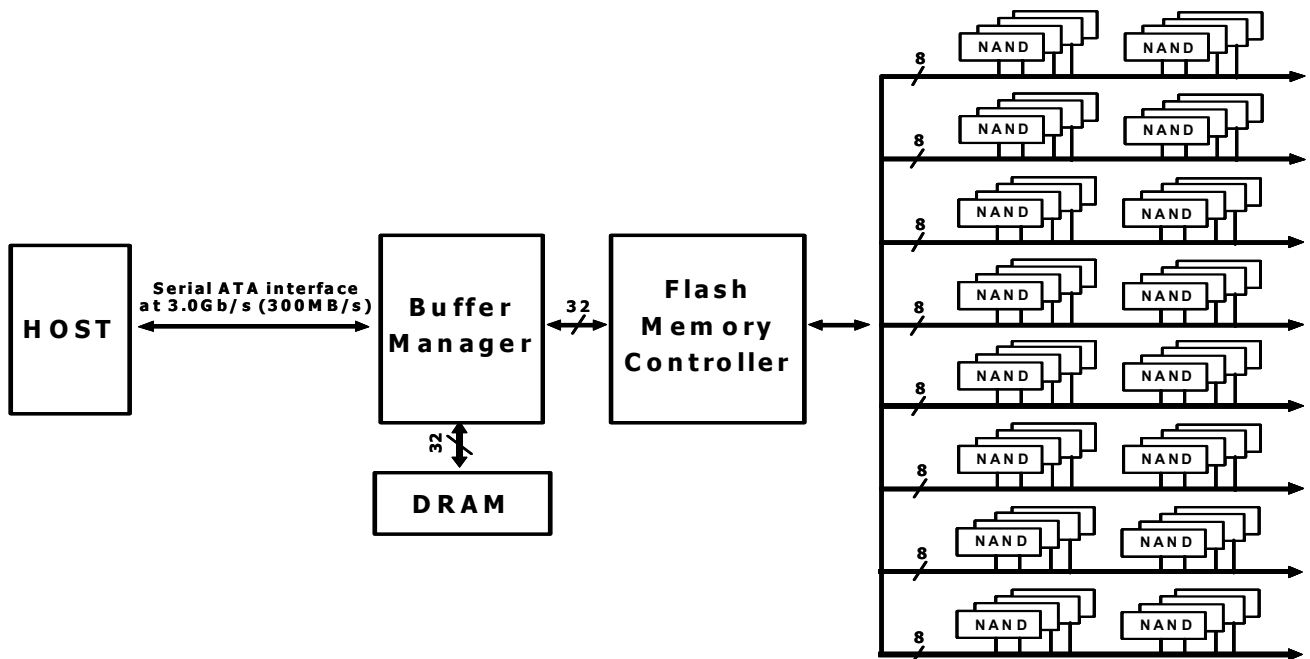 HOST
Serial ATA interface
at 3.0Gb/s (300MB/s)
Buffer
Manager
32
DRAM
32
Flash
Memory
Controller
8
NAND
NAND
8
NAND
NAND
8
NAND
NAND
8
NAND
NAND
8
NAND
NAND
8
NAND
NAND
8
NAND
NAND
8
NAND
NAND